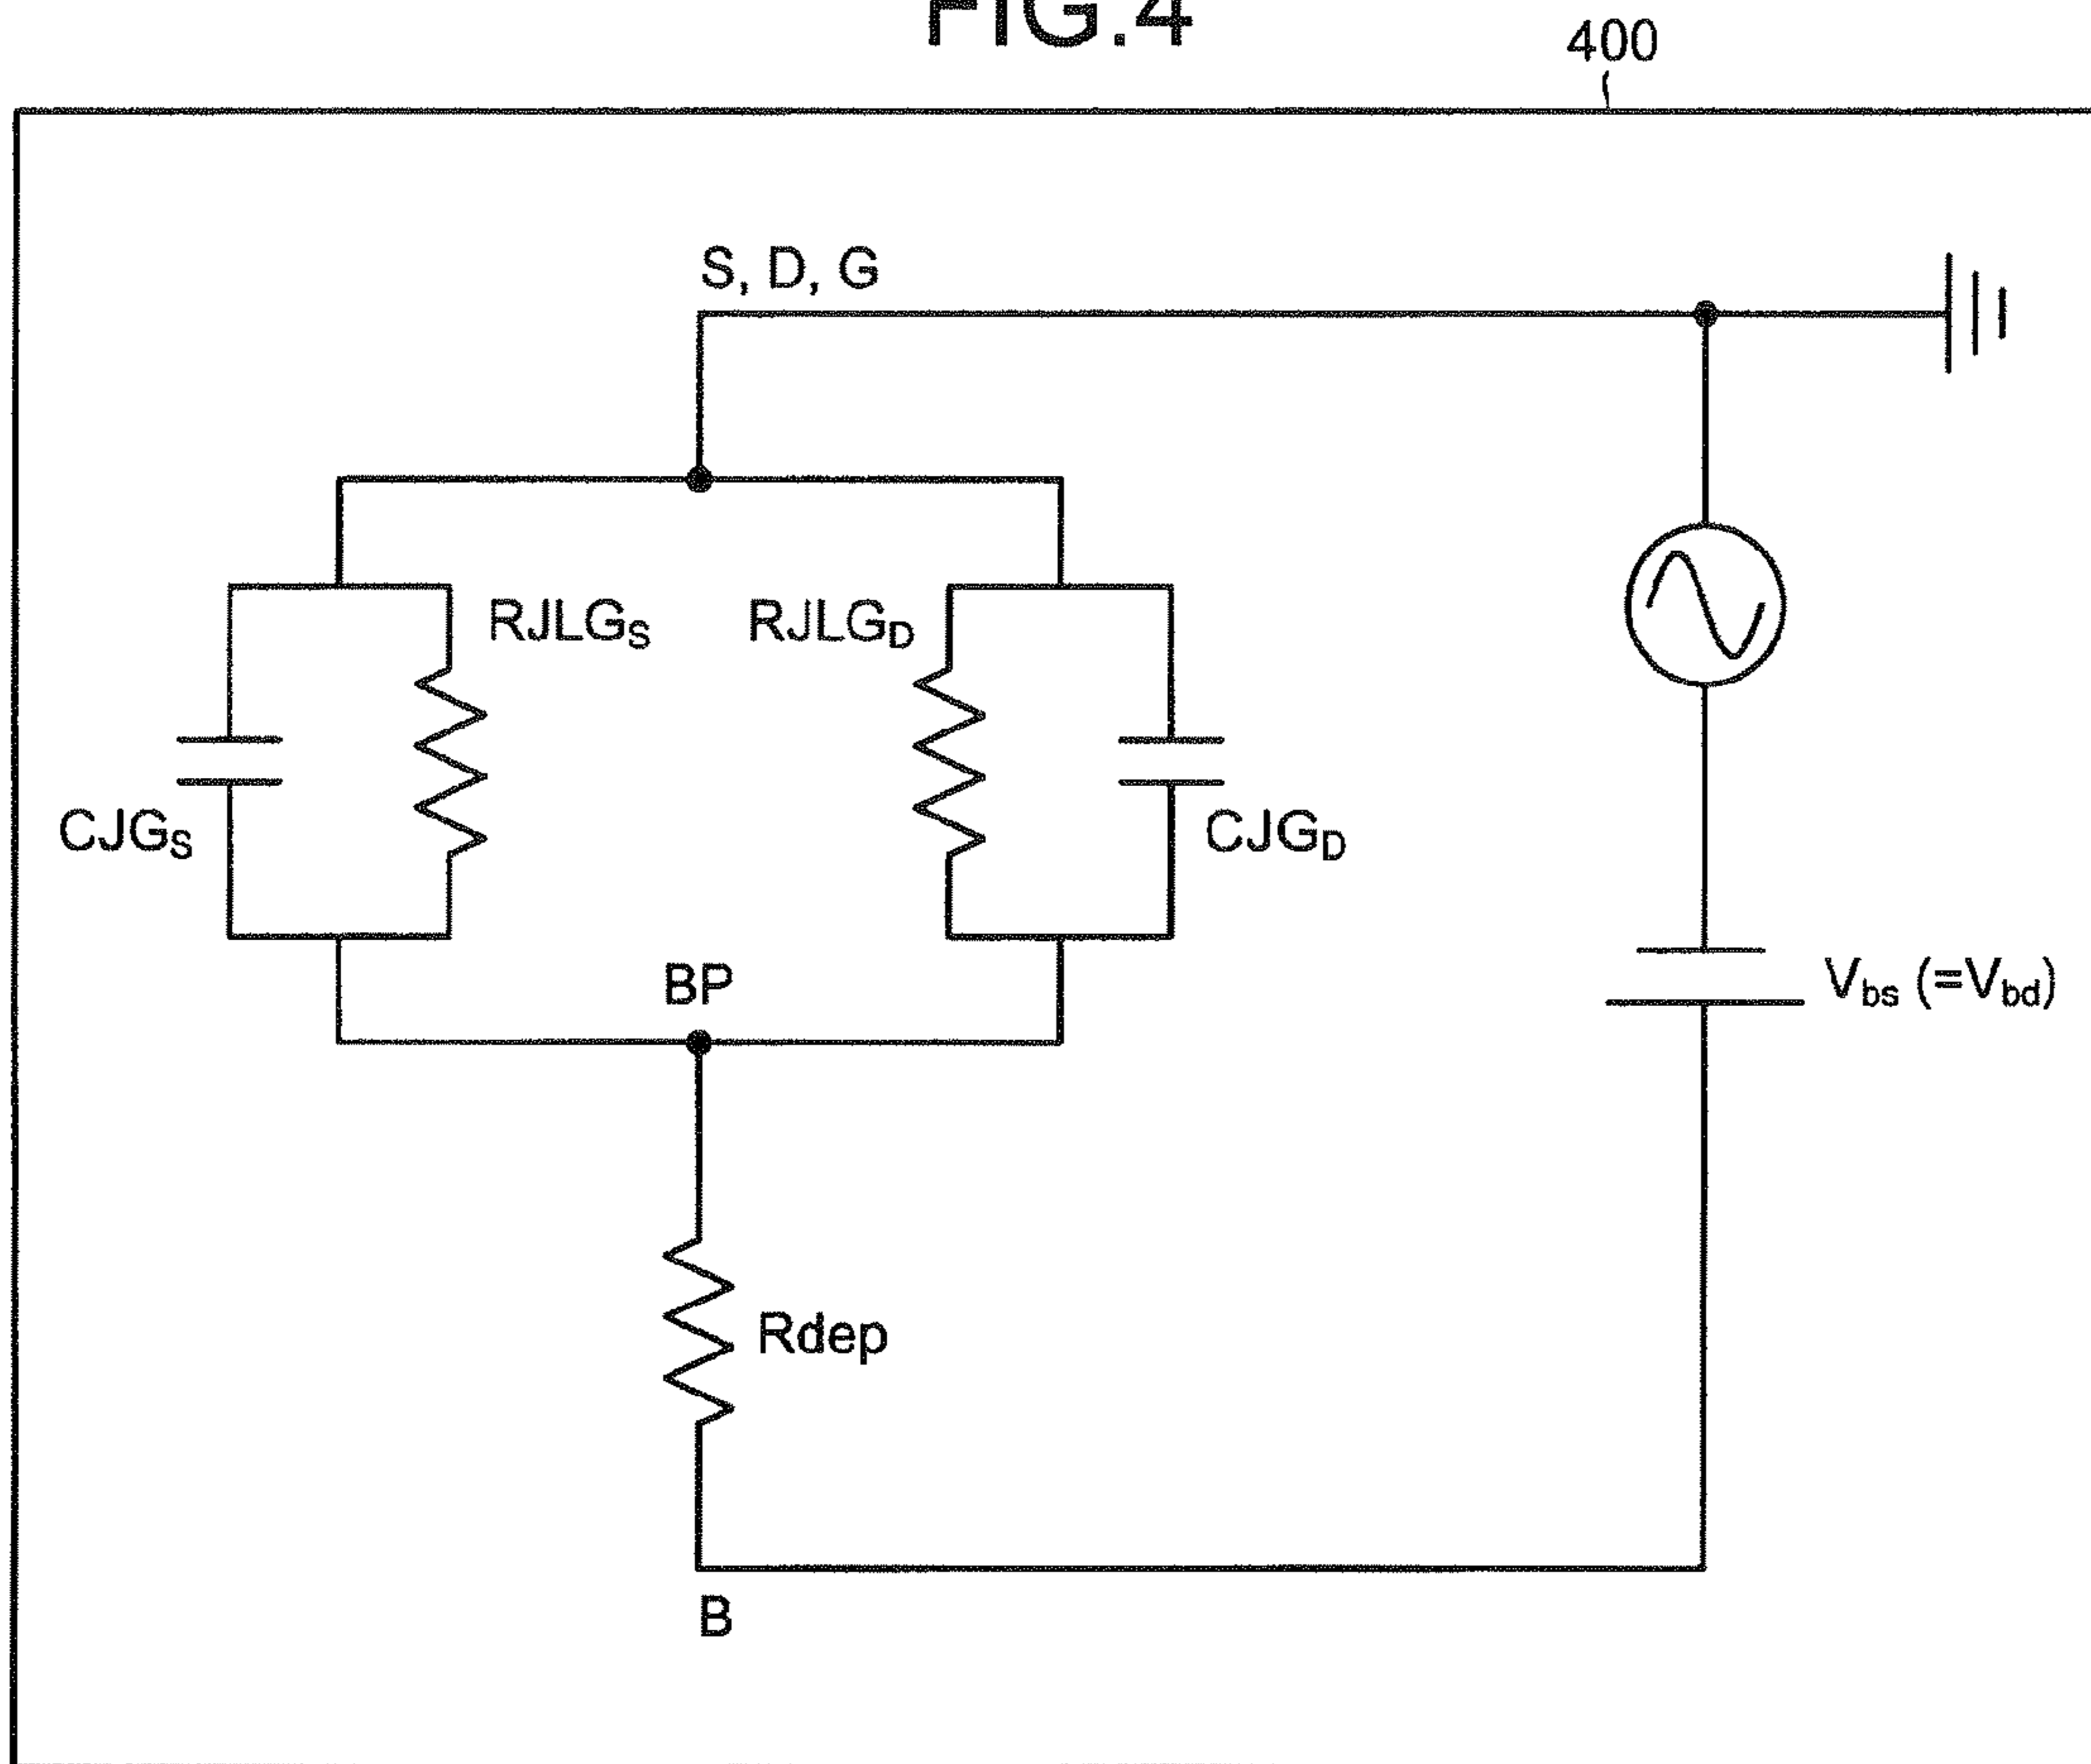 FIG.4
400
S, D, G
RJLGS
RJLGD
CJGS
CJGD
BP
Vbs (=Vbd)
Rdep
B